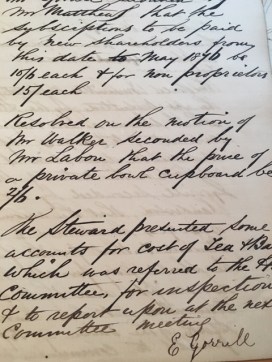 Mr Matthews that the
subscriptions to be paid
by new shareholders from
this date to May 1876 be
10/6 each & for non proprietors
15/ each
Resolved on the motion of
Mr Walker seconded by
Mr Labon that the price of
a private bowl cupboard be
2/6.
The Steward presented some
accounts for cost of Tea &
which was referred to the
Committee, for inspection
& to report upon at the next
Committee meeting
E Gorrell